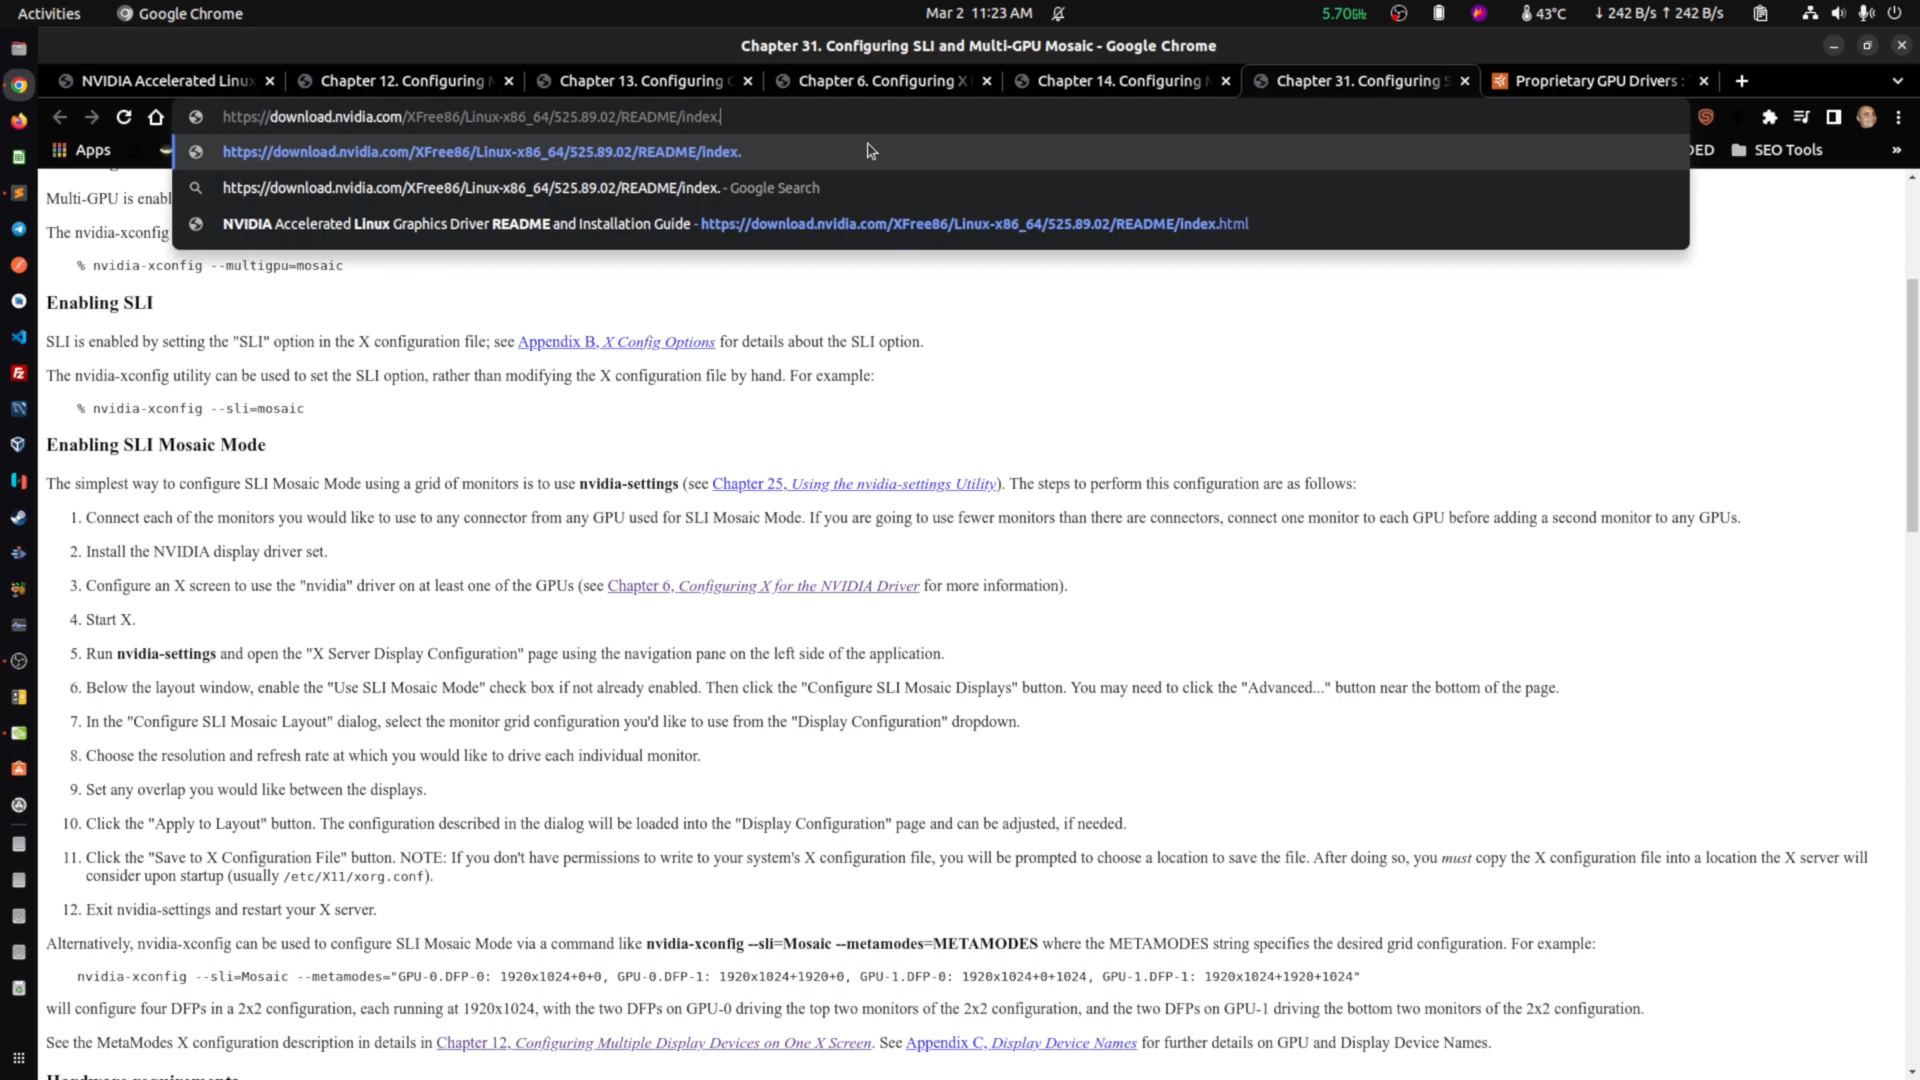 Activities
Google Chrome
Mar 2 11:23 AM
5.70GHz
43°C
↓ 242 B/s ↑ 242 B/s
Chapter 31. Configuring SLI and Multi-GPU Mosaic - Google Chrome
NVIDIA Accelerated Linux
Chapter 12. Configuring
Chapter 13. Configuring
Chapter 6. Configuring X
Chapter 14. Configuring
Chapter 31. Configuring S
Proprietary GPU Drivers :
https://download.nvidia.com/XFree86/Linux-x86_64/525.89.02/README/index.
Apps
SEO Tools
»
https://download.nvidia.com/XFree86/Linux-x86_64/525.89.02/README/index.
https://download.nvidia.com/XFree86/Linux-x86_64/525.89.02/README/index. - Google Search
NVIDIA Accelerated Linux Graphics Driver README and Installation Guide - https://download.nvidia.com/XFree86/Linux-x86_64/525.89.02/README/index.html
Multi-GPU is enabl
The nvidia-xconfig
% nvidia-xconfig --multigpu=mosaic
Enabling SLI
SLI is enabled by setting the "SLI" option in the X configuration file; see Appendix B, X Config Options for details about the SLI option.
The nvidia-xconfig utility can be used to set the SLI option, rather than modifying the X configuration file by hand. For example:
% nvidia-xconfig --sli=mosaic
Enabling SLI Mosaic Mode
The simplest way to configure SLI Mosaic Mode using a grid of monitors is to use nvidia-settings (see Chapter 25, Using the nvidia-settings Utility). The steps to perform this configuration are as follows:
1. Connect each of the monitors you would like to use to any connector from any GPU used for SLI Mosaic Mode. If you are going to use fewer monitors than there are connectors, connect one monitor to each GPU before adding a second monitor to any GPUs.
2. Install the NVIDIA display driver set.
3. Configure an X screen to use the "nvidia" driver on at least one of the GPUs (see Chapter 6, Configuring X for the NVIDIA Driver for more information).
4. Start X.
5. Run nvidia-settings and open the "X Server Display Configuration" page using the navigation pane on the left side of the application.
6. Below the layout window, enable the "Use SLI Mosaic Mode" check box if not already enabled. Then click the "Configure SLI Mosaic Displays" button. You may need to click the "Advanced..." button near the bottom of the page.
7. In the "Configure SLI Mosaic Layout" dialog, select the monitor grid configuration you'd like to use from the "Display Configuration" dropdown.
8. Choose the resolution and refresh rate at which you would like to drive each individual monitor.
9. Set any overlap you would like between the displays.
10. Click the "Apply to Layout" button. The configuration described in the dialog will be loaded into the "Display Configuration" page and can be adjusted, if needed.
11. Click the "Save to X Configuration File" button. NOTE: If you don't have permissions to write to your system's X configuration file, you will be prompted to choose a location to save the file. After doing so, you must copy the X configuration file into a location the X server will
consider upon startup (usually /etc/X11/xorg.conf).
12. Exit nvidia-settings and restart your X server.
Alternatively, nvidia-xconfig can be used to configure SLI Mosaic Mode via a command like nvidia-xconfig --sli=Mosaic --metamodes=METAMODES where the METAMODES string specifies the desired grid configuration. For example:
nvidia-xconfig --sli=Mosaic --metamodes="GPU-0.DFP-0: 1920x1024+0+0, GPU-0.DFP-1: 1920x1024+1920+0, GPU-1.DFP-0: 1920x1024+0+1024, GPU-1.DFP-1: 1920x1024+1920+1024"
will configure four DFPs in a 2x2 configuration, each running at 1920x1024, with the two DFPs on GPU-0 driving the top two monitors of the 2x2 configuration, and the two DFPs on GPU-1 driving the bottom two monitors of the 2x2 configuration.
See the MetaModes X configuration description in details in Chapter 12, Configuring Multiple Display Devices on One X Screen. See Appendix C, Display Device Names for further details on GPU and Display Device Names.
Hardware requirements